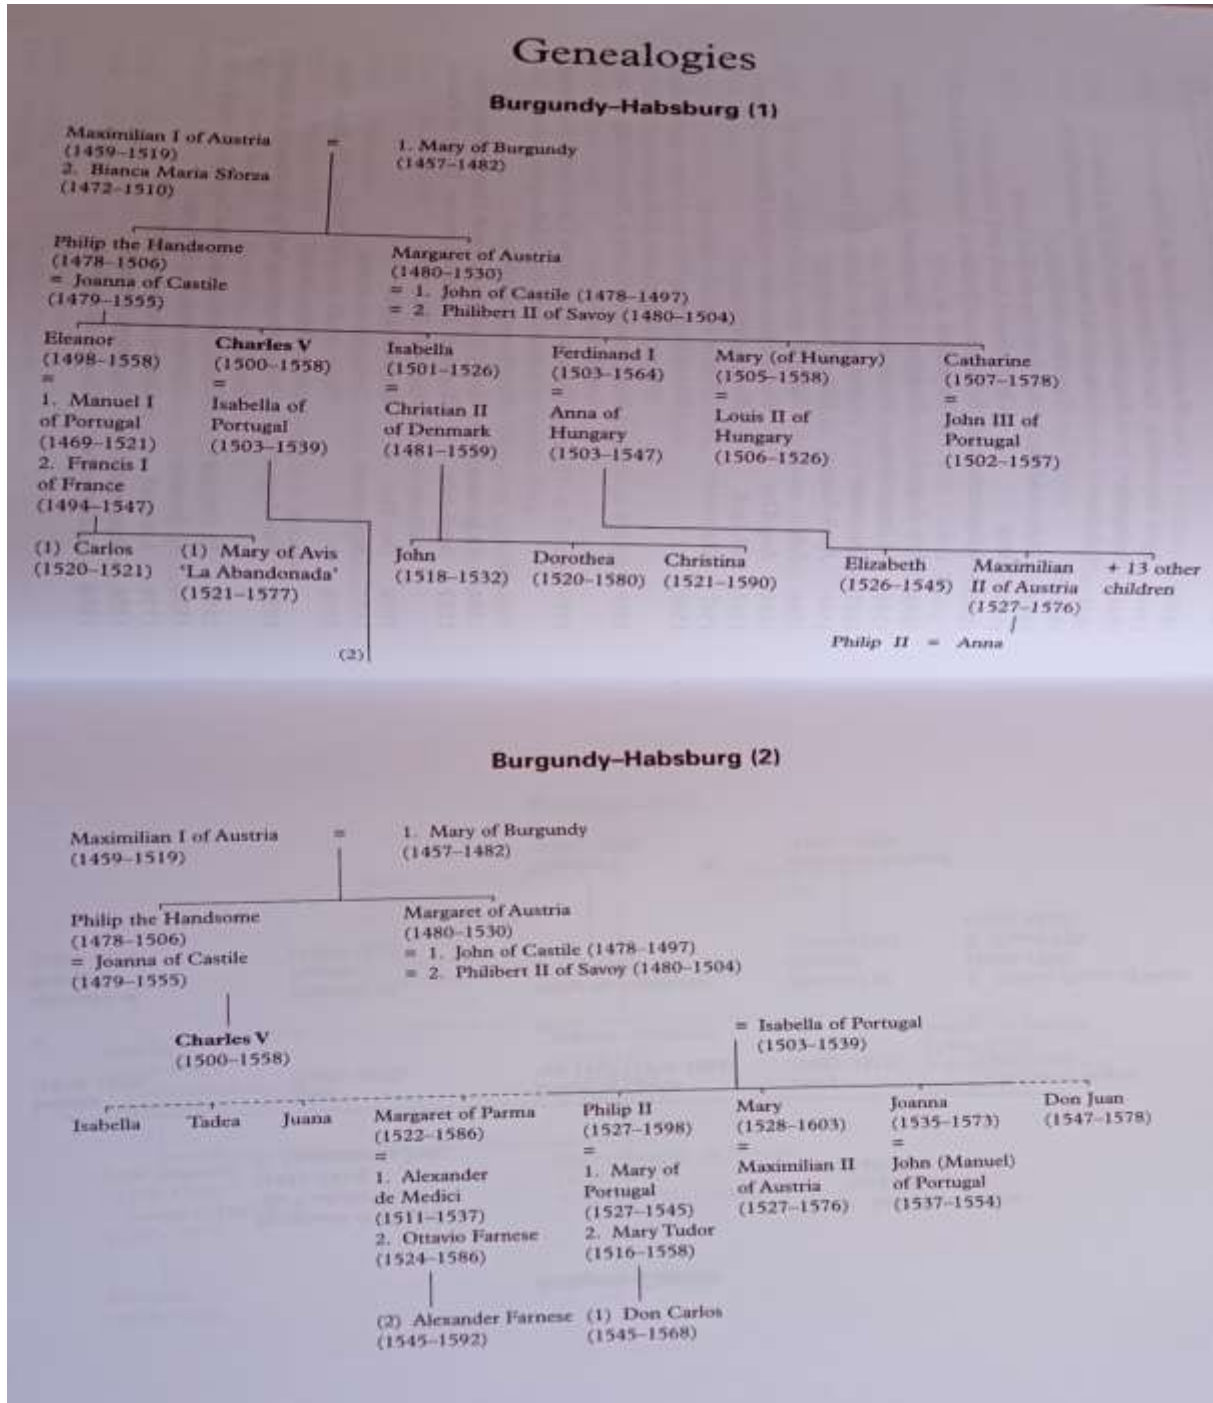 Genealogies
Burgundy–Habsburg (1)
Maximilian I of Austria
(1459–1519)
2. Bianca Maria Sforza
(1472–1510)
=
1. Mary of Burgundy
(1457–1482)
Philip the Handsome
(1478–1506)
= Joanna of Castile
(1479–1555)
Margaret of Austria
(1480–1530)
= 1. John of Castile (1478–1497)
= 2. Philibert II of Savoy (1480–1504)
Eleanor
(1498–1558)
=
1. Manuel I
of Portugal
(1469–1521)
2. Francis I
of France
(1494–1547)
Charles V
(1500–1558)
=
Isabella of
Portugal
(1503–1539)
Isabella
(1501–1526)
=
Christian II
of Denmark
(1481–1559)
Ferdinand I
(1503–1564)
=
Anna of
Hungary
(1503–1547)
Mary (of Hungary)
(1505–1558)
=
Louis II of
Hungary
(1506–1526)
Catharine
(1507–1578)
=
John III of
Portugal
(1502–1557)
(1) Carlos
(1520–1521)
(1) Mary of Avis
'La Abandonada'
(1521–1577)
(2)
John
(1518–1532)
Dorothea
(1520–1580)
Christina
(1521–1590)
Elizabeth
(1526–1545)
Maximilian
II of Austria
(1527–1576)
+ 13 other
children
Philip II = Anna
Burgundy–Habsburg (2)
Maximilian I of Austria
(1459–1519)
=
1. Mary of Burgundy
(1457–1482)
Philip the Handsome
(1478–1506)
= Joanna of Castile
(1479–1555)
Margaret of Austria
(1480–1530)
= 1. John of Castile (1478–1497)
= 2. Philibert II of Savoy (1480–1504)
Charles V
(1500–1558)
= Isabella of Portugal
(1503–1539)
Isabella
Tadea
Juana
Margaret of Parma
(1522–1586)
=
1. Alexander
de Medici
(1511–1537)
2. Ottavio Farnese
(1524–1586)
Philip II
(1527–1598)
=
1. Mary of
Portugal
(1527–1545)
2. Mary Tudor
(1516–1558)
Mary
(1528–1603)
=
Maximilian II
of Austria
(1527–1576)
Joanna
(1535–1573)
=
John (Manuel)
of Portugal
(1537–1554)
Don Juan
(1547–1578)
(2) Alexander Farnese
(1545–1592)
(1) Don Carlos
(1545–1568)